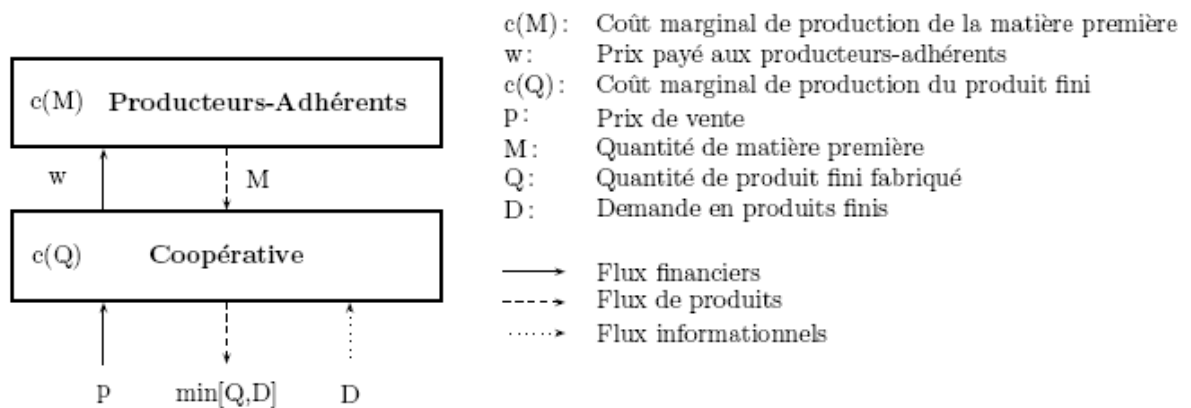 c(M) : Coût marginal de production de la matière première
w : Prix payé aux producteurs-adhérents
c(Q) : Coût marginal de production du produit fini
p : Prix de vente
M : Quantité de matière première
Q : Quantité de produit fini fabriqué
D : Demande en produits finis
Flux financiers
Flux de produits
Flux informationnels
c(M) Producteurs-Adhérents
w M
c(Q) Coopérative
p min[Q,D] D